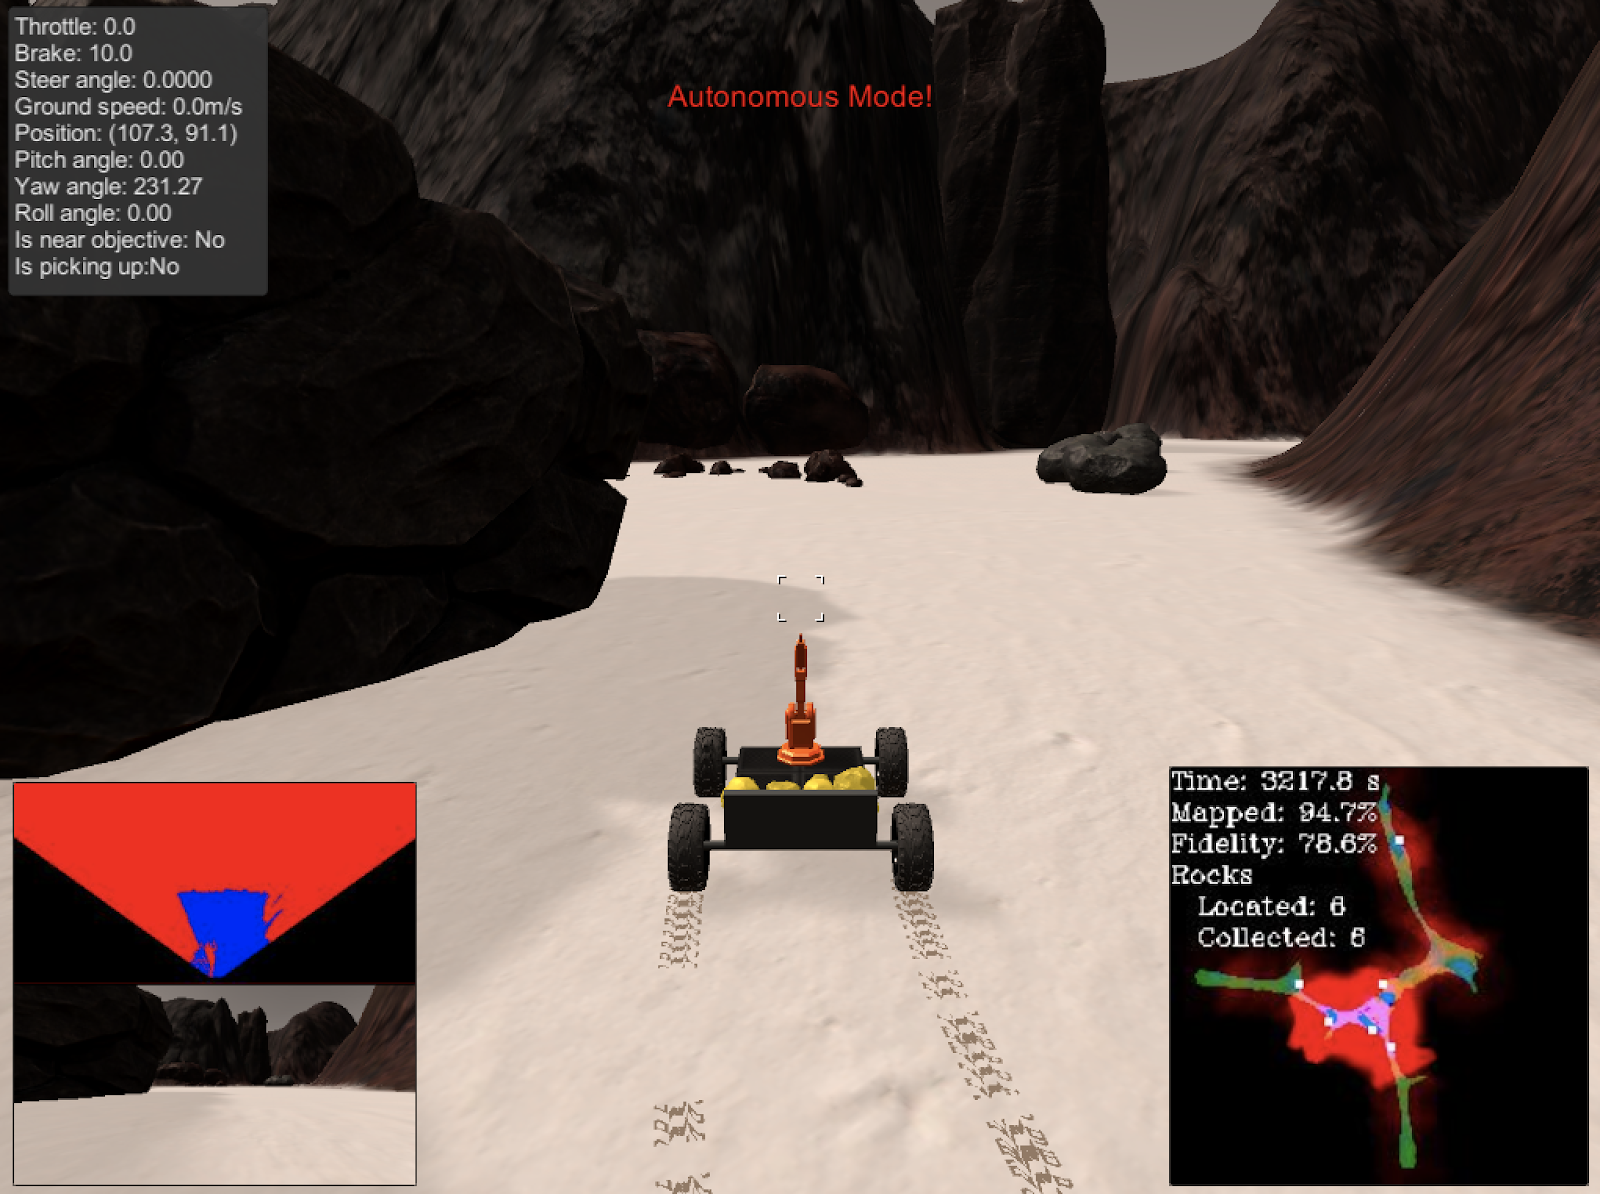 Throttle: 0.0
Brake: 10.0
Steer angle: 0.0000
Ground speed: 0.0m/s
Position: (107.3, 91.1)
Pitch angle: 0.00
Yaw angle: 231.27
Roll angle: 0.00
Is near objective: No
Is picking up:No
Autonomous Mode!
Time: 3217.8 s
Mapped: 94.7%
Fidelity: 78.6%
Rocks
Located: 6
Collected: 6